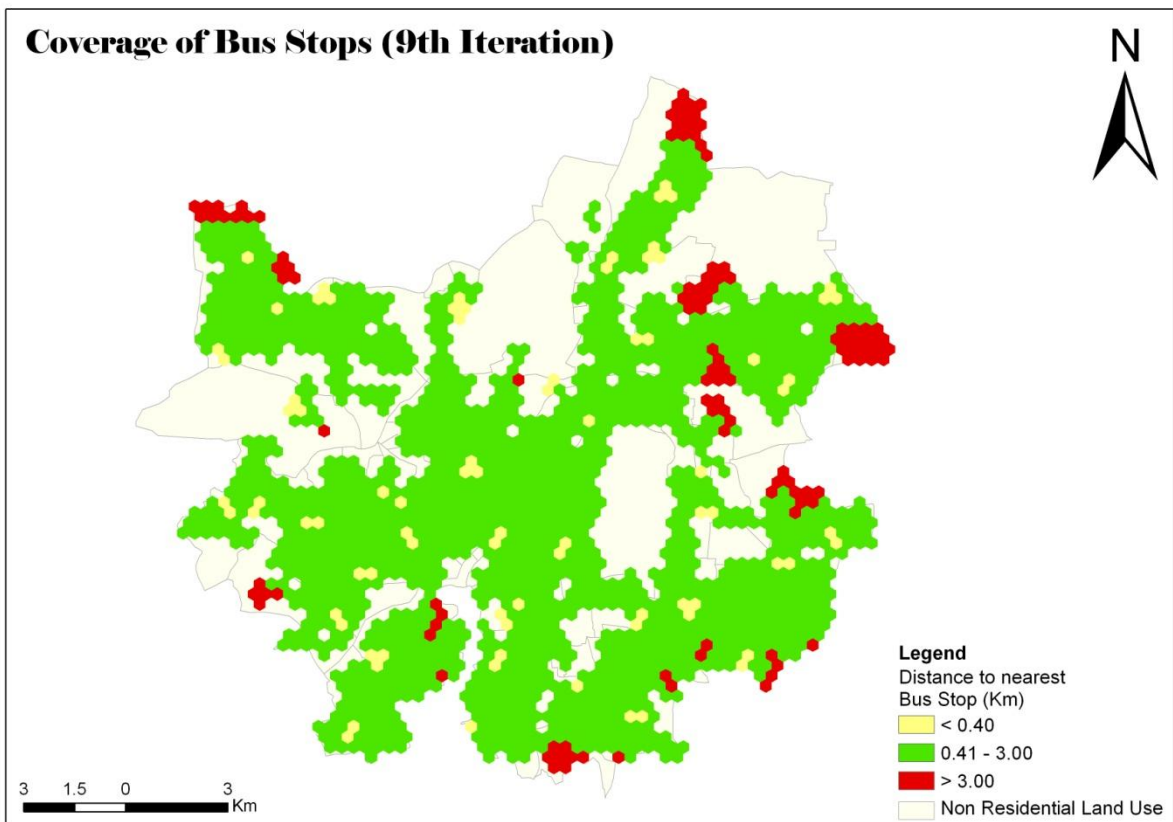 Coverage of Bus Stops (9th Iteration)
N
Legend
Distance to nearest
Bus Stop (Km)
< 0.40
0.41 - 3.00
> 3.00
Non Residential Land Use
3 1.5 0 3
Km